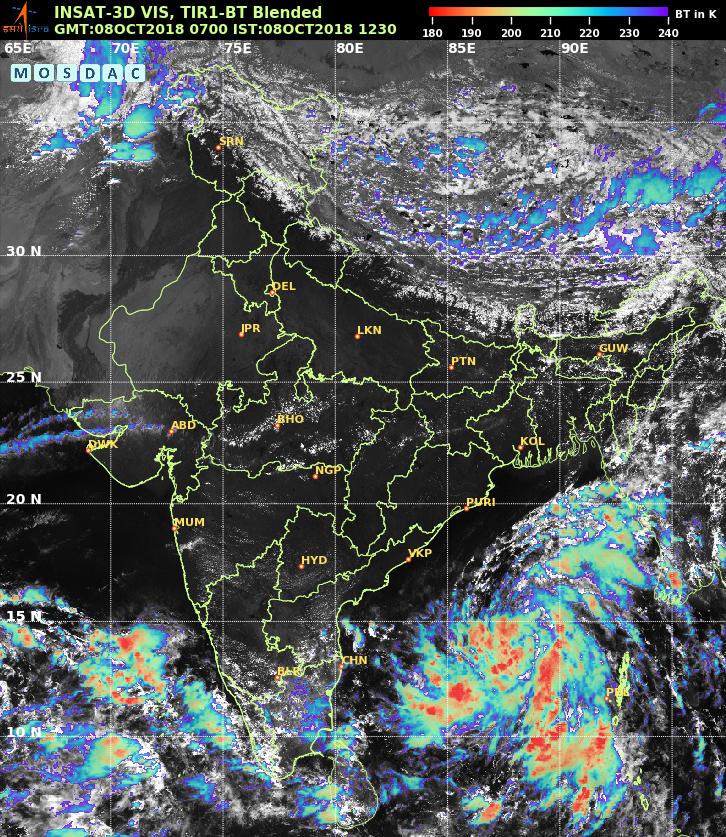 INSAT-3D VIS, TIR1-BT Blended
GMT:08OCT2018 0700 IST:08OCT2018 1230
BT in K
180 190 200 210 220 230 240
65E 70E 75E 80E 85E 90E
MOSDAC
SRN
30 N
DEL
JPR
LKN
GUW
PTN
25 N
ABD
BHO
DWK
KOL
NGP
20 N
PURI
MUM
VKP
HYD
15 N
CHN
BLR
10 N